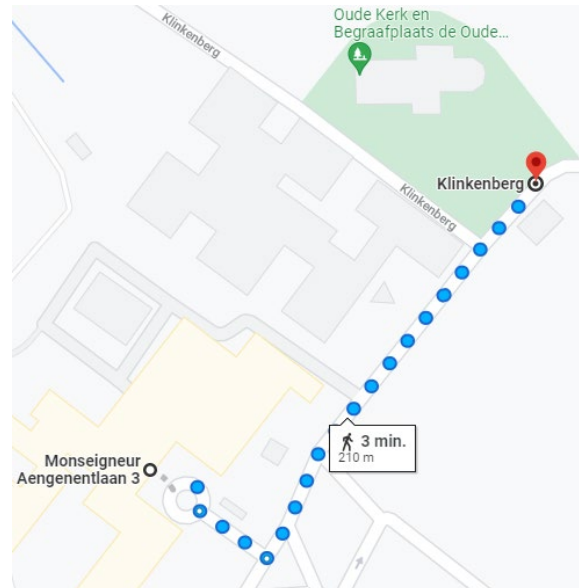 Oude Kerk en
Begraafplaats de Oude...
Klinkenberg
Klinkenberg
Klinkenberg
3 min.
210 m
Monseigneur
Aengenentlaan 3